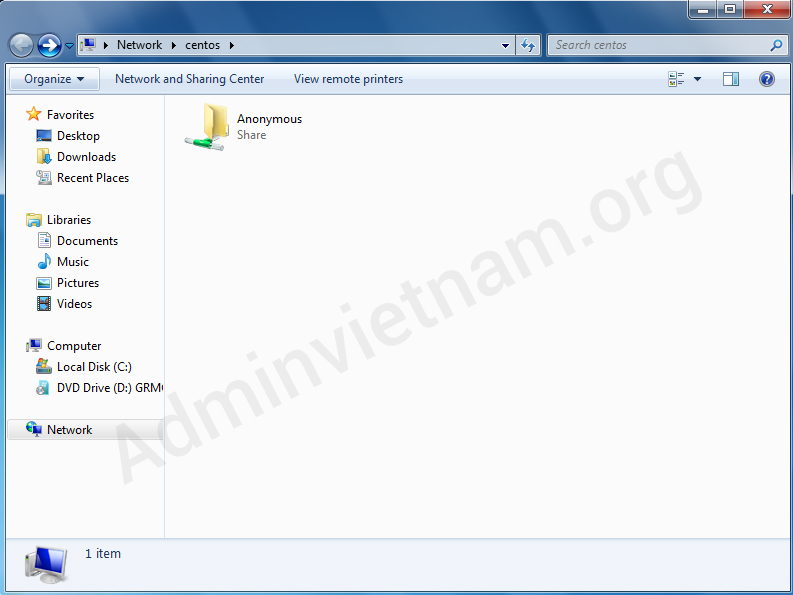 Network centos
Search centos
Organize Network and Sharing Center View remote printers
Favorites
Desktop
Downloads
Recent Places
Libraries
Documents
Music
Pictures
Videos
Computer
Local Disk (C:)
DVD Drive (D:) GRM
Network
Anonymous
Share
Adminvietnam.org
1 item